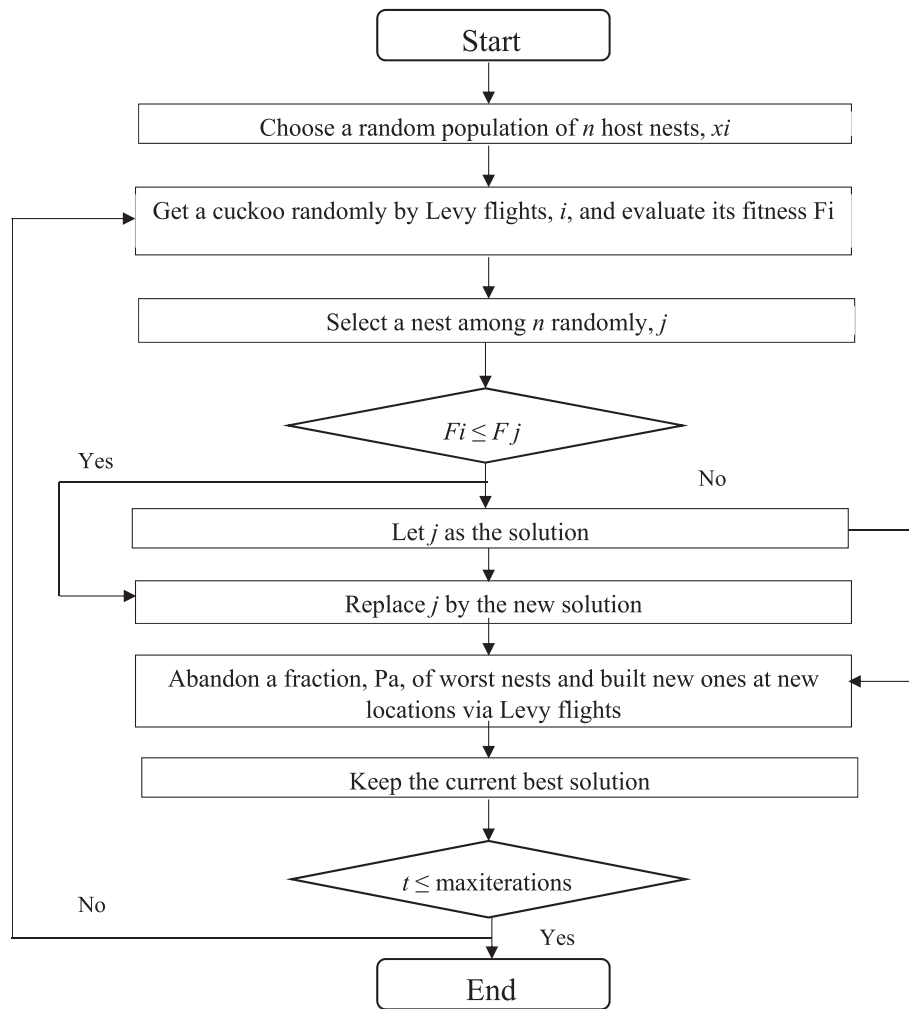 Start
Choose a random population of n host nests, xi
Get a cuckoo randomly by Levy flights, i, and evaluate its fitness Fi
Select a nest among n randomly, j
Fi ≤ F j
Yes
No
Let j as the solution
Replace j by the new solution
Abandon a fraction, Pa, of worst nests and built new ones at new
locations via Levy flights
Keep the current best solution
t ≤ maxiterations
No
Yes
End